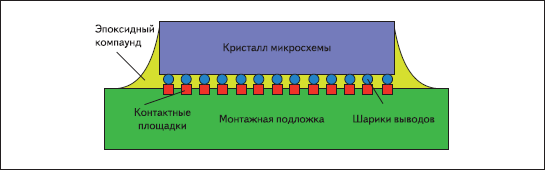 Эпоксидный
компаунд
Кристалл микросхемы
Контактные
площадки
Монтажная подложка
Шарики выводов